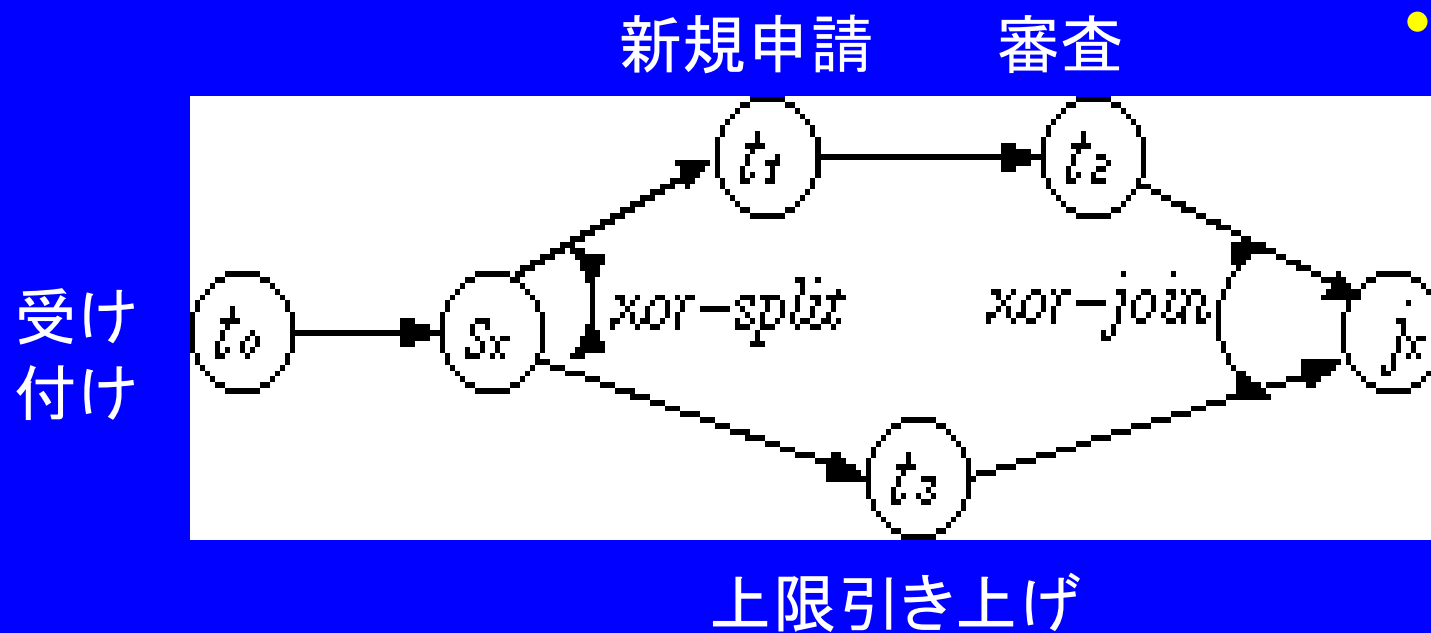 新規申請 審査
t1 t2
xor-split xor-join
受け
付け
t0 sx jx
t3
上限引き上げ